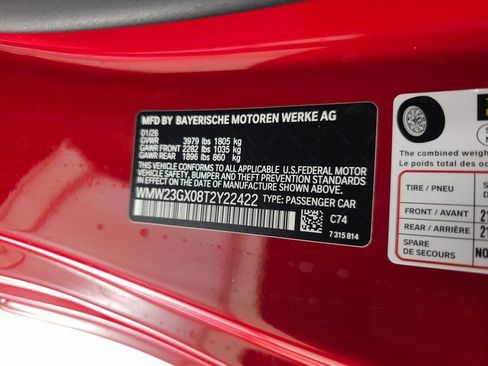 MFD BY BAYERISCHE MOTOREN WERKE AG
01/26
GVWR 3979 lbs 1805 kg
GAWR FRONT 2282 lbs 1035 kg
GAWR REAR 1896 lbs 860 kg
THIS VEHICLE CONFORMS TO ALL APPLICABLE U.S. FEDERAL MOTOR
VEHICLE SAFETY, BUMPER, AND THEFT PREVENTION STANDARDS IN
EFFECT ON THE DATE OF MANUFACTURE SHOWN ABOVE.
WMW23GX08T2Y22422 TYPE: PASSENGER CAR
C74
7 315 814
The combined weigh
Le poids total des oc
TIRE / PNEU
FRONT / AVANT
REAR / ARRIÈRE
SPARE
DE SECOURS